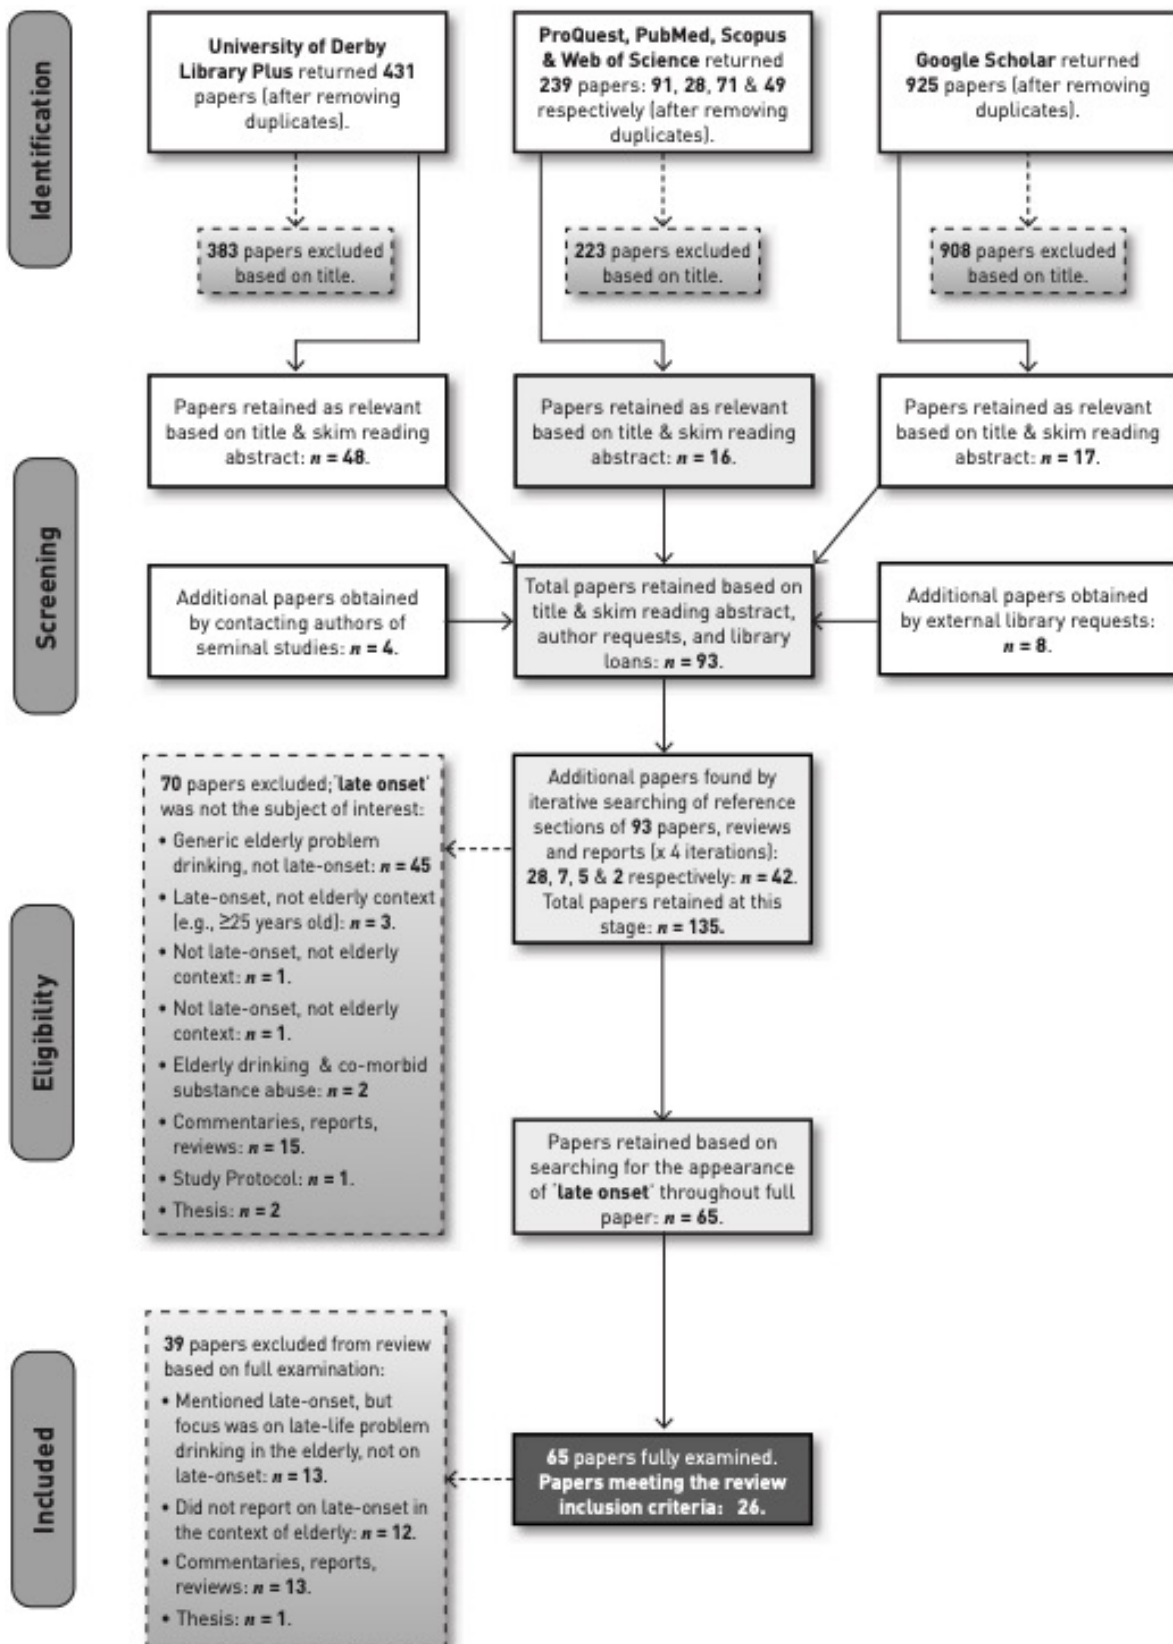 Identification
University of Derby
Library Plus returned 431
papers (after removing
duplicates).
ProQuest, PubMed, Scopus
& Web of Science returned
239 papers: 91, 28, 71 & 49
respectively (after removing
duplicates).
Google Scholar returned
925 papers (after removing
duplicates).
383 papers excluded
based on title.
223 papers excluded
based on title.
908 papers excluded
based on title.
Screening
Papers retained as relevant
based on title & skim reading
abstract: n = 48.
Papers retained as relevant
based on title & skim reading
abstract: n = 16.
Papers retained as relevant
based on title & skim reading
abstract: n = 17.
Additional papers obtained
by contacting authors of
seminal studies: n = 4.
Total papers retained based on
title & skim reading abstract,
author requests, and library
loans: n = 93.
Additional papers obtained
by external library requests:
n = 8.
Eligibility
70 papers excluded; 'late onset'
was not the subject of interest:
• Generic elderly problem
drinking, not late-onset: n = 45
• Late-onset, not elderly context
(e.g., ≥25 years old): n = 3.
• Not late-onset, not elderly
context: n = 1.
• Not late-onset, not elderly
context: n = 1.
• Elderly drinking & co-morbid
substance abuse: n = 2
• Commentaries, reports,
reviews: n = 15.
• Study Protocol: n = 1.
• Thesis: n = 2
Additional papers found by
iterative searching of reference
sections of 93 papers, reviews
and reports (x 4 iterations):
28, 7, 5 & 2 respectively: n = 42.
Total papers retained at this
stage: n = 135.
Papers retained based on
searching for the appearance
of 'late onset' throughout full
paper: n = 65.
Included
39 papers excluded from review
based on full examination:
• Mentioned late-onset, but
focus was on late-life problem
drinking in the elderly, not on
late-onset: n = 13.
• Did not report on late-onset in
the context of elderly: n = 12.
• Commentaries, reports,
reviews: n = 13.
• Thesis: n = 1.
65 papers fully examined.
Papers meeting the review
inclusion criteria: 26.